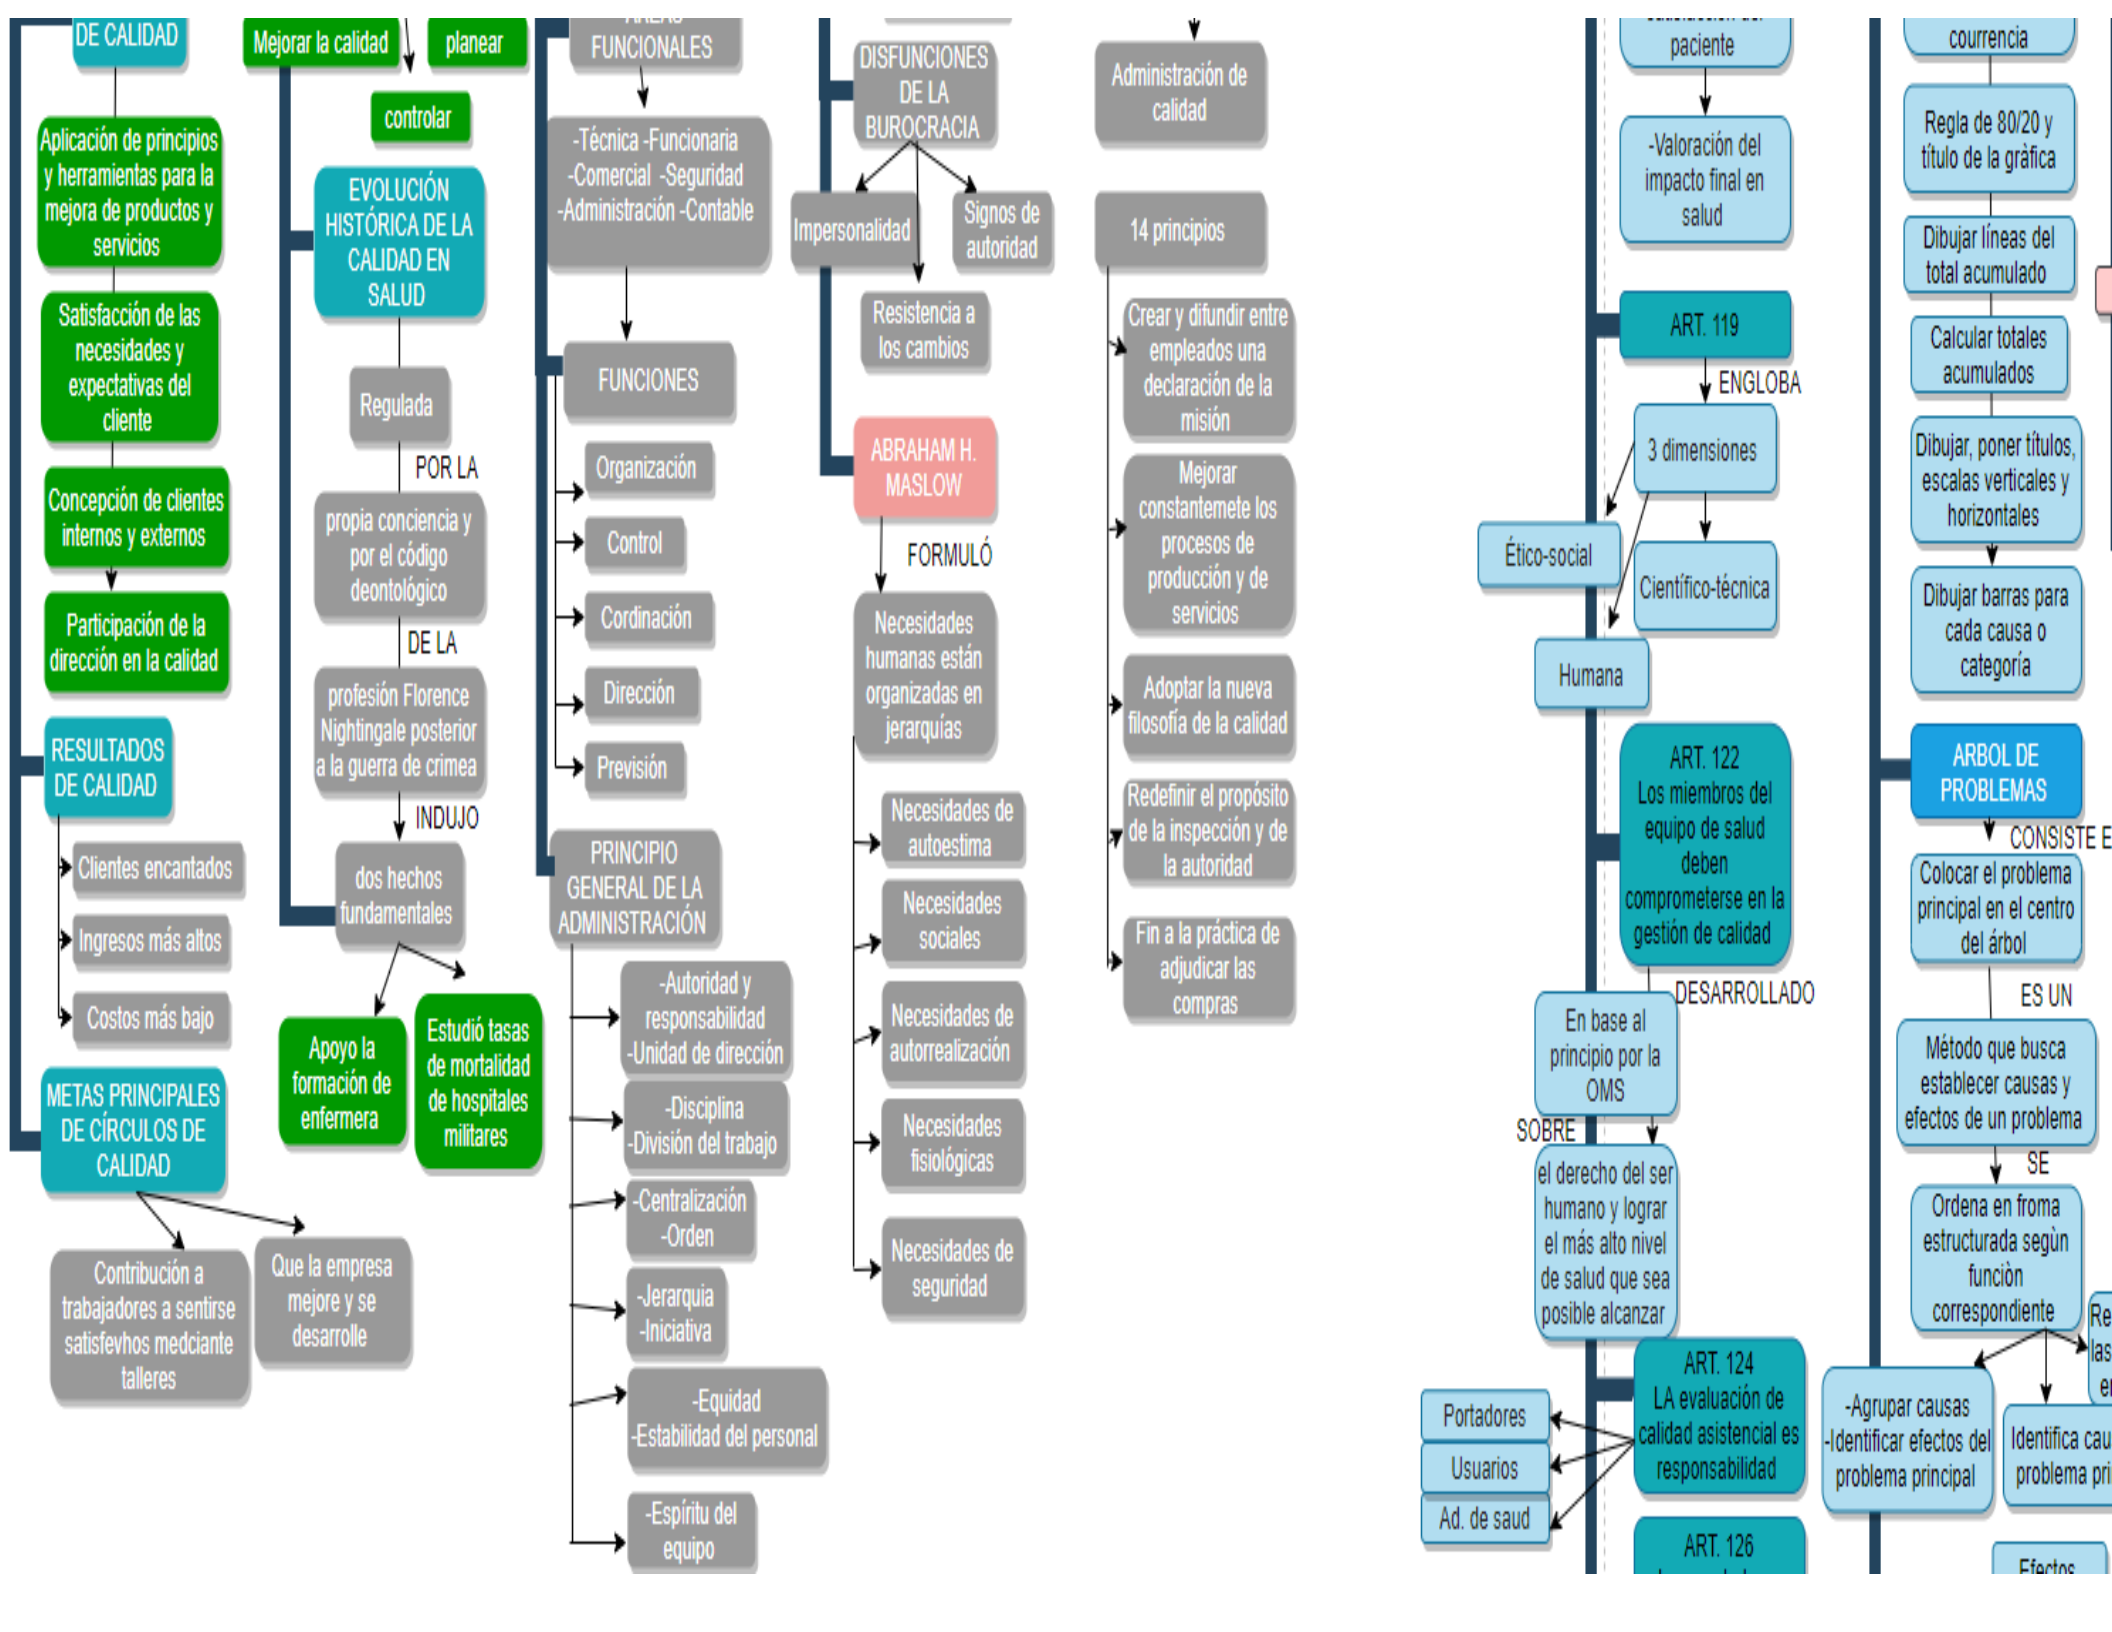 DE CALIDAD
Aplicación de principios
y herramientas para la
mejora de productos y
servicios
Satisfacción de las
necesidades y
expectativas del
cliente
Concepción de clientes
internos y externos
Participación de la
dirección en la calidad
RESULTADOS
DE CALIDAD
Clientes encantados
Ingresos más altos
Costos más bajo
METAS PRINCIPALES
DE CÍRCULOS DE
CALIDAD
Contribución a
trabajadores a sentirse
satisfevhos medciante
talleres
Que la empresa
mejore y se
desarrolle
Mejorar la calidad
planear
controlar
EVOLUCIÓN
HISTÓRICA DE LA
CALIDAD EN
SALUD
Regulada
POR LA
propia conciencia y
por el código
deontológico
DE LA
profesión Florence
Nightingale posterior
a la guerra de crimea
INDUJO
dos hechos
fundamentales
Apoyo la
formación de
enfermera
Estudió tasas
de mortalidad
de hospitales
militares
ÁREAS
FUNCIONALES
-Técnica -Funcionaria
-Comercial -Seguridad
-Administración -Contable
FUNCIONES
Organización
Control
Cordinación
Dirección
Previsión
PRINCIPIO
GENERAL DE LA
ADMINISTRACIÓN
-Autoridad y
responsabilidad
-Unidad de dirección
-Disciplina
-División del trabajo
-Centralización
-Orden
-Jerarquia
-Iniciativa
-Equidad
-Estabilidad del personal
-Espíritu del
equipo
DISFUNCIONES
DE LA
BUROCRACIA
Impersonalidad
Signos de
autoridad
Resistencia a
los cambios
ABRAHAM H.
MASLOW
FORMULÓ
Necesidades
humanas están
organizadas en
jerarquías
Necesidades de
autoestima
Necesidades
sociales
Necesidades de
autorrealización
Necesidades
fisiológicas
Necesidades de
seguridad
Administración de
calidad
14 principios
Crear y difundir entre
empleados una
declaración de la
misión
Mejorar
constantemete los
procesos de
producción y de
servicios
Adoptar la nueva
filosofía de la calidad
Redefinir el propósito
de la inspección y de
la autoridad
Fin a la práctica de
adjudicar las
compras
paciente
-Valoración del
impacto final en
salud
ART. 119
ENGLOBA
3 dimensiones
Ético-social
Científico-técnica
Humana
ART. 122
Los miembros del
equipo de salud
deben
comprometerse en la
gestión de calidad
DESARROLLADO
En base al
principio por la
OMS
SOBRE
el derecho del ser
humano y lograr
el más alto nivel
de salud que sea
posible alcanzar
ART. 124
LA evaluación de
calidad asistencial es
responsabilidad
Portadores
Usuarios
Ad. de saud
ART. 126
courrencia
Regla de 80/20 y
título de la gràfica
Dibujar líneas del
total acumulado
Calcular totales
acumulados
Dibujar, poner títulos,
escalas verticales y
horizontales
Dibujar barras para
cada causa o
categoría
ARBOL DE
PROBLEMAS
CONSISTE E
Colocar el problema
principal en el centro
del árbol
ES UN
Método que busca
establecer causas y
efectos de un problema
SE
Ordena en froma
estructurada segùn
funciòn
correspondiente
Re
las
-Agrupar causas
-Identificar efectos del
problema principal
Identifica cau
problema pri
Efectos